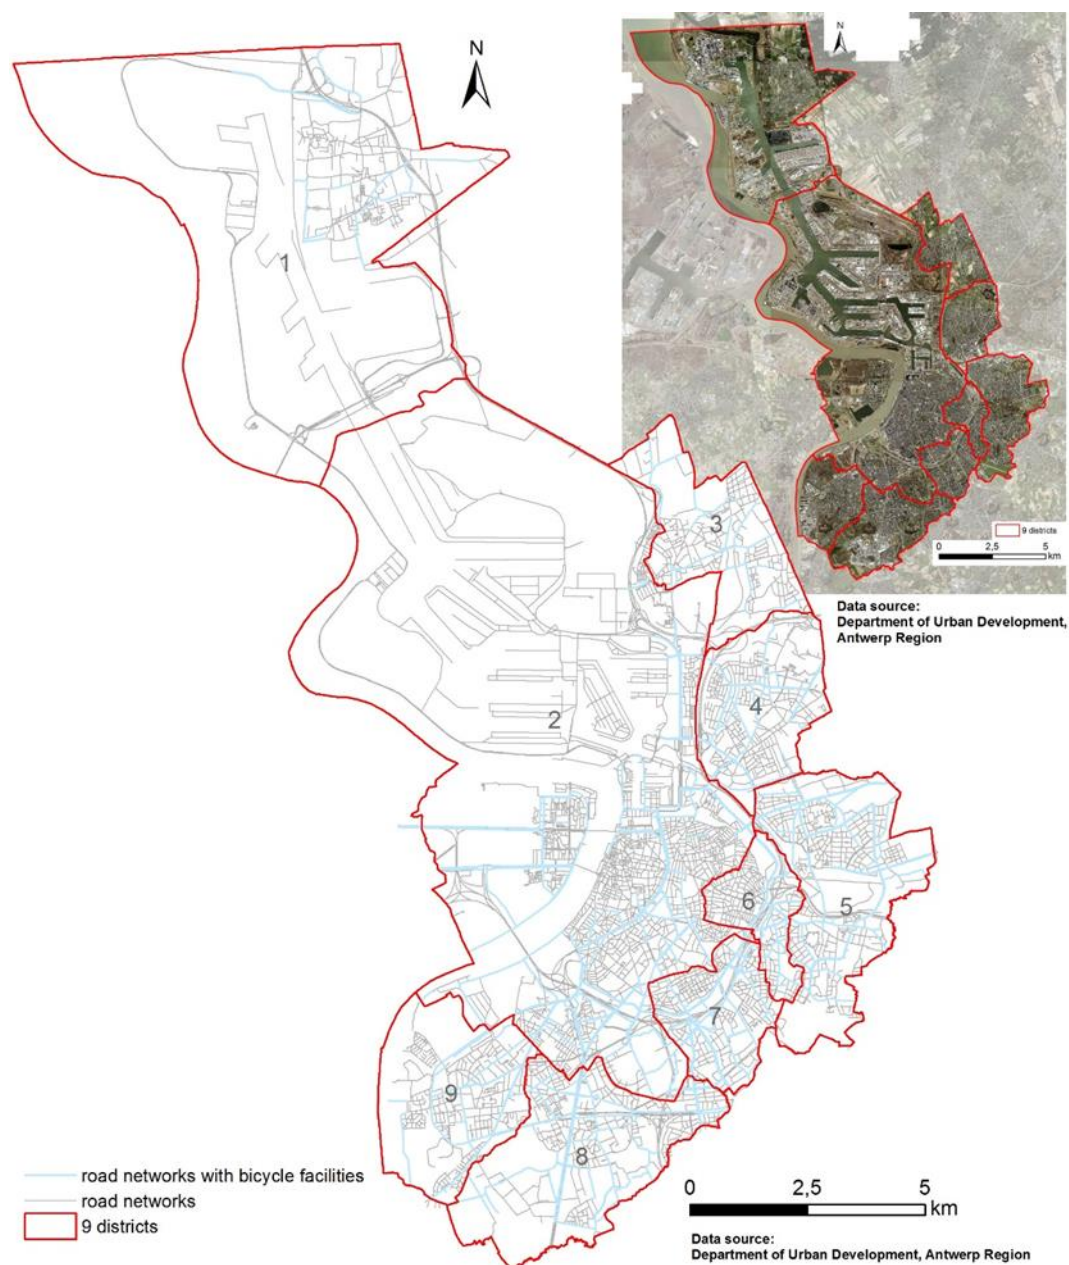 N
N
1
2
3
4
5
6
7
8
9
9 districts
0 2,5 5
km
Data source:
Department of Urban Development,
Antwerp Region
road networks with bicycle facilities
road networks
9 districts
0 2,5 5
km
Data source:
Department of Urban Development, Antwerp Region